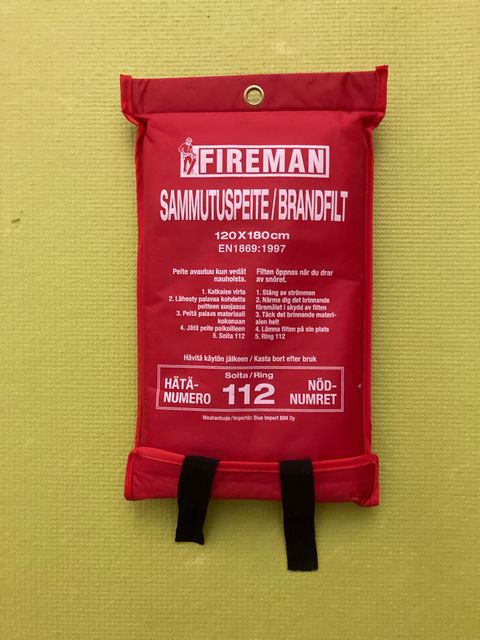 FIREMAN
SAMMUTUSPEITE / BRANDFILT
120X180cm
EN1869:1997
Peite avautuu kun vedät
nauhoista.
1. Katkaise virta
2. Lähesty palavaa kohdetta
peitteen suojassa
3. Peitä palava materiaali
kokonaan
4. Jätä peite paikoilleen
5. Soita 112
Filten öppnas när du drar
av snöret.
1. Stäng av strömmen
2. Närma dig det brinnande
föremålet i skydd av filten
3. Täck det brinnande materi-
alen helt
4. Lämna filten på sin plats
5. Ring 112
Hävitä käytön jälkeen / Kasta bort efter bruk
HÄTÄ-
NUMERO
Soita / Ring
112
NÖD-
NUMRET
Maahantuoja / Importör: Blue Import BIM Oy